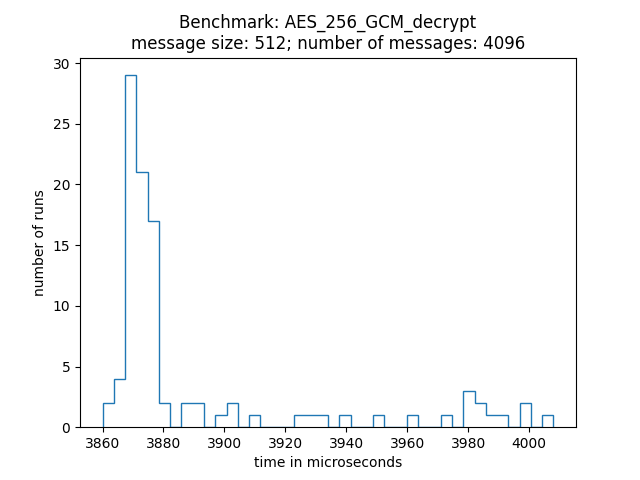 Benchmark: AES_256_GCM_decrypt
message size: 512; number of messages: 4096
30
25
20
15
10
5
0
number of runs
3860 3880 3900 3920 3940 3960 3980 4000
time in microseconds